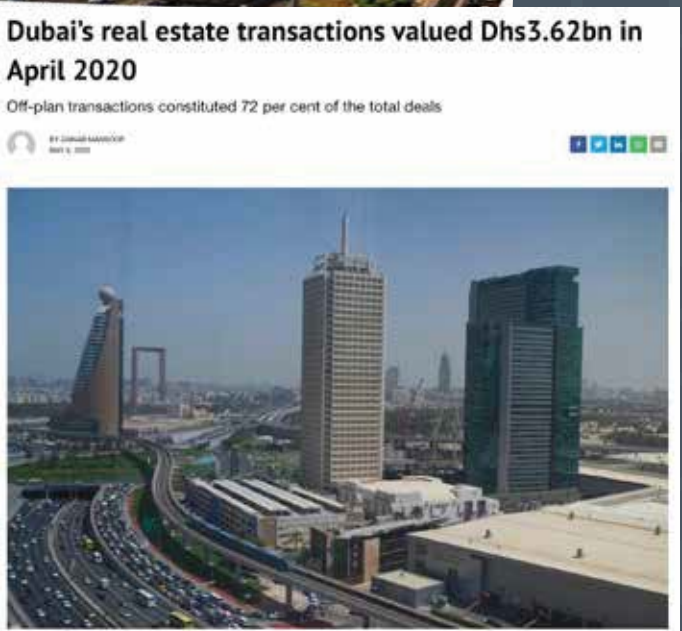 Dubai's real estate transactions valued Dhs3.62bn in
April 2020
Off-plan transactions constituted 72 per cent of the total deals